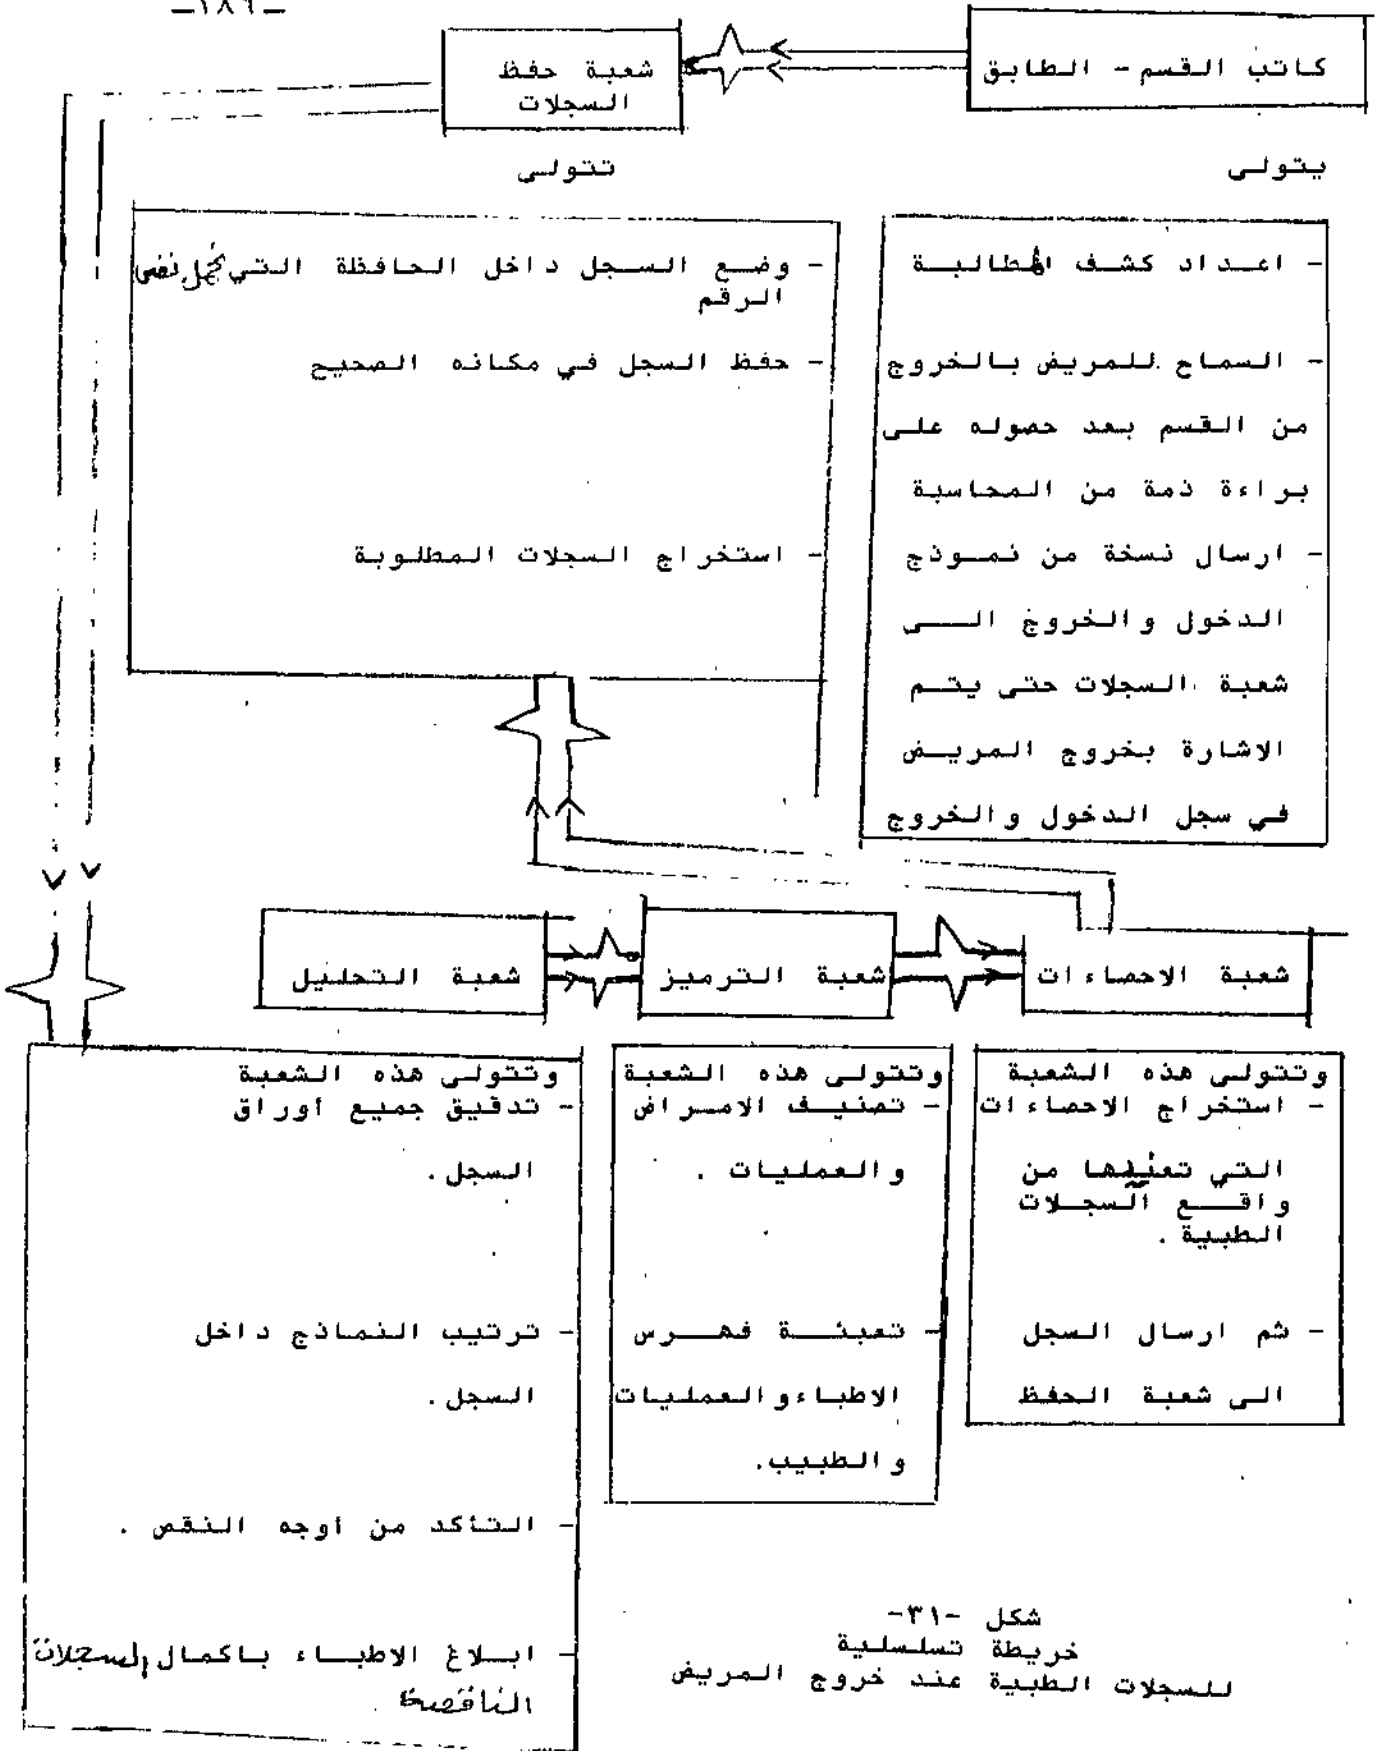 -١٨٦-
كاتب القسم - الطابق
شعبة حفظ
السجلات
يتولى
- اعداد كشف المطالبة
- السماح للمريض بالخروج
من القسم بعد حصوله على
براءة ذمة من المحاسبة
- ارسال نسخة من نموذج
الدخول والخروج الى
شعبة السجلات حتى يتم
الاشارة بخروج المريض
في سجل الدخول والخروج
تتولى
- وضع السجل داخل الحافظة التي تحمل نفس
الرقم
- حفظ السجل في مكانه الصحيح
- استخراج السجلات المطلوبة
شعبة الاحصاءات
شعبة الترميز
شعبة التحليل
وتتولى هذه الشعبة
- استخراج الاحصاءات
التي من
واقع السجلات
الطبية .
- ثم ارسال السجل
الى شعبة الحفظ
وتتولى هذه الشعبة
- تصنيف الامراض
والعمليات .
- تعبئة فهرس
الاطباء والعمليات
والطبيب.
وتتولى هذه الشعبة
- تدقيق جميع أوراق
السجل.
- ترتيب النماذج داخل
السجل.
- التأكد من أوجه النقص .
- ابلاغ الاطباء باكمال السجلات
الناقصة
شكل -٣١-
خريطة تسلسلية
للسجلات الطبية عند خروج المريض